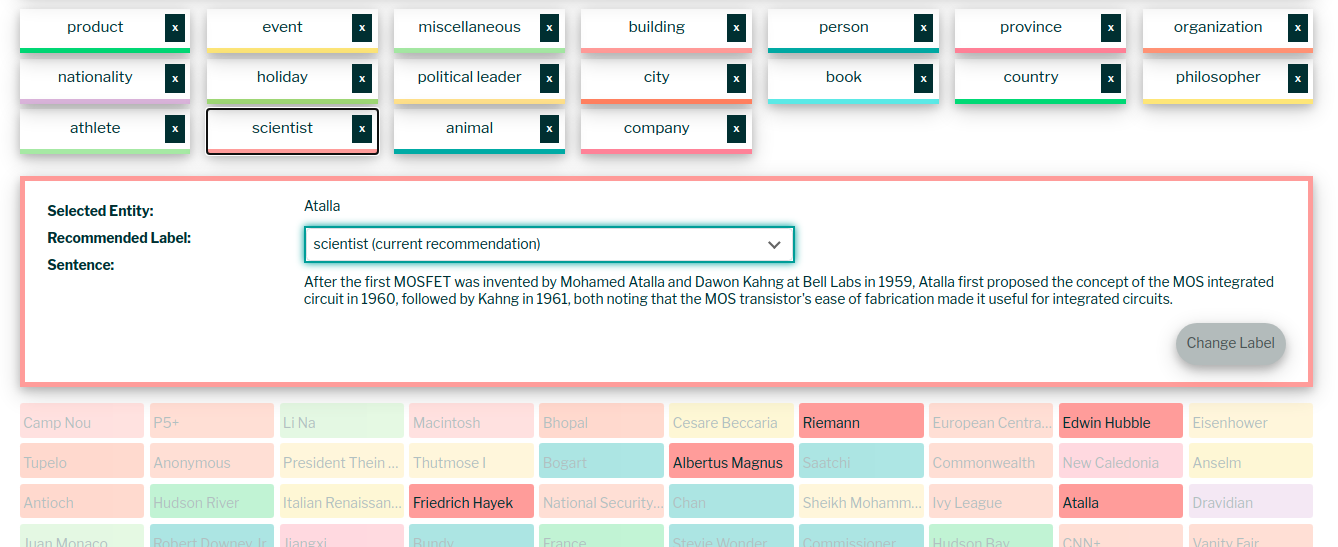 product x event x miscellaneous x building x person x province x organization x
nationality x holiday x political leader x city x book x country x philosopher x
athlete x scientist x animal x company x
Selected Entity: Atalla
Recommended Label: scientist (current recommendation)
Sentence: After the first MOSFET was invented by Mohamed Atalla and Dawon Kahng at Bell Labs in 1959, Atalla first proposed the concept of the MOS integrated
circuit in 1960, followed by Kahng in 1961, both noting that the MOS transistor's ease of fabrication made it useful for integrated circuits.
Change Label
Camp Nou P5+ Li Na Macintosh Bhopal Cesare Beccaria Riemann European Centra... Edwin Hubble Eisenhower
Tupelo Anonymous President Thein ... Thutmose I Bogart Albertus Magnus Saatchi Commonwealth New Caledonia Anselm
Antioch Hudson River Italian Renaissan... Friedrich Hayek National Security... Chan Sheikh Mohamm... Ivy League Atalla Dravidian
Juan Monaco Robert Downey Jr Jiangxi Bundy France Stevie Wonder Commissioner Hudson Bay CNN+ Vanity Fair